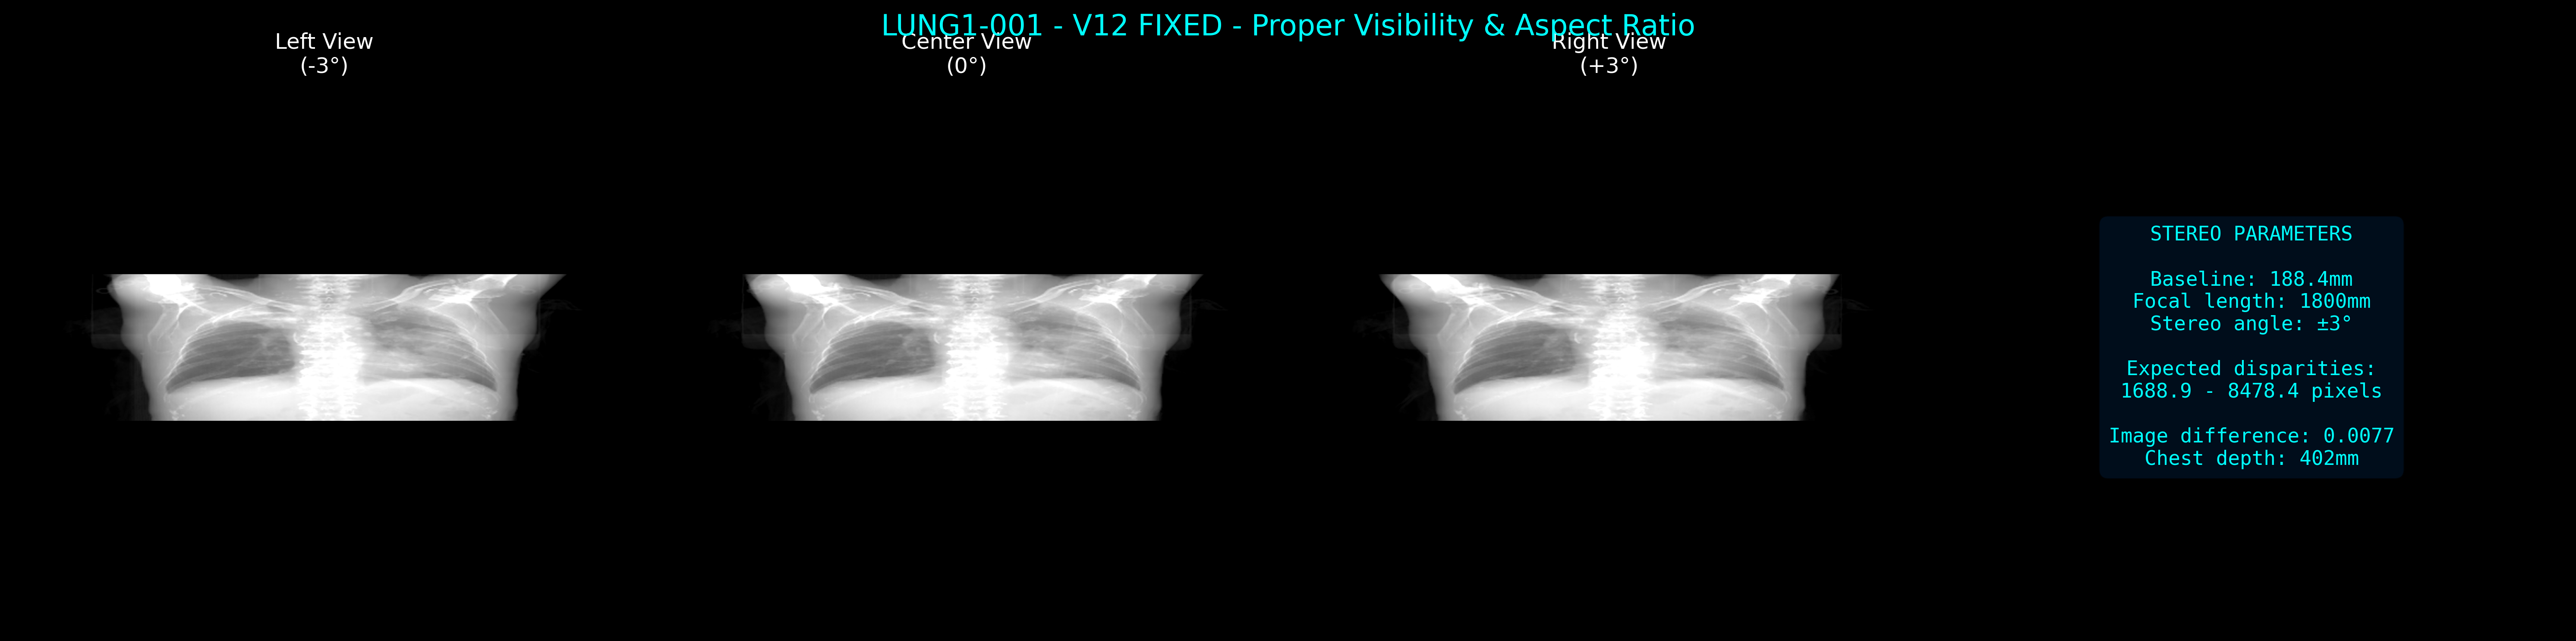 LUNG1-001 - V12 FIXED - Proper Visibility & Aspect Ratio
Left View
(-3°)
Center View
(0°)
Right View
(+3°)
STEREO PARAMETERS
Baseline: 188.4mm
Focal length: 1800mm
Stereo angle: ±3°
Expected disparities:
1688.9 - 8478.4 pixels
Image difference: 0.0077
Chest depth: 402mm